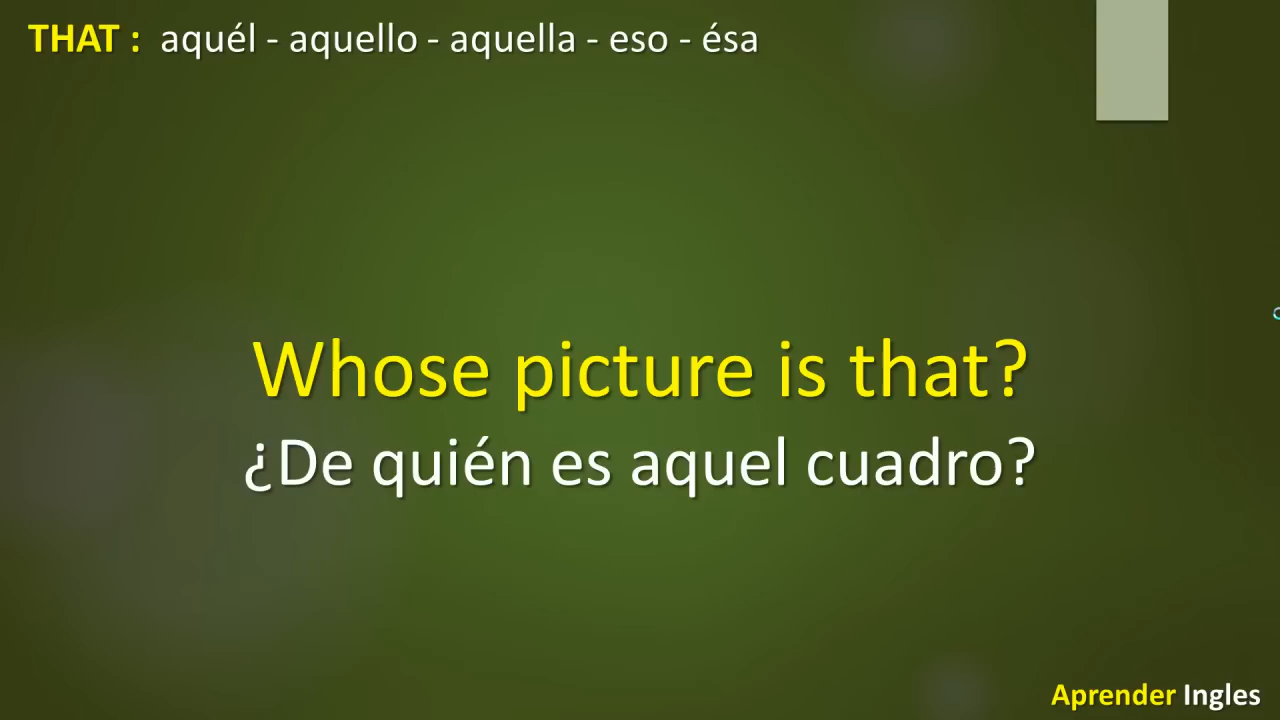 THAT : aquél - aquello - aquella - eso - ésa
Whose picture is that?
¿De quién es aquel cuadro?
Aprender Ingles